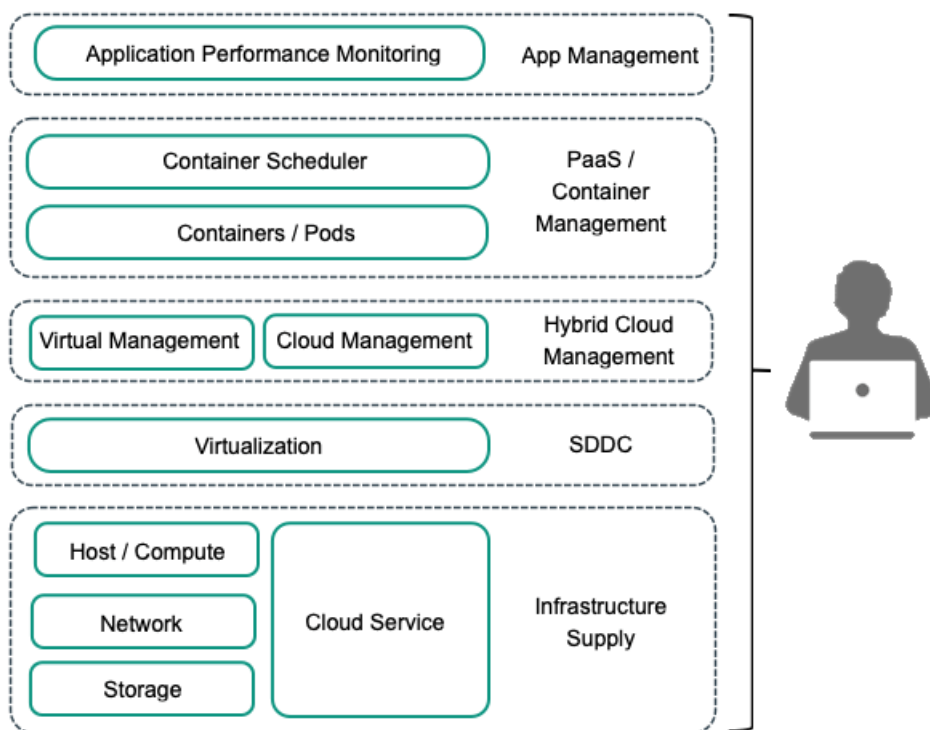 Application Performance Monitoring
App Management
Container Scheduler
Containers / Pods
PaaS /
Container
Management
Virtual Management
Cloud Management
Hybrid Cloud
Management
Virtualization
SDDC
Host / Compute
Network
Storage
Cloud Service
Infrastructure
Supply